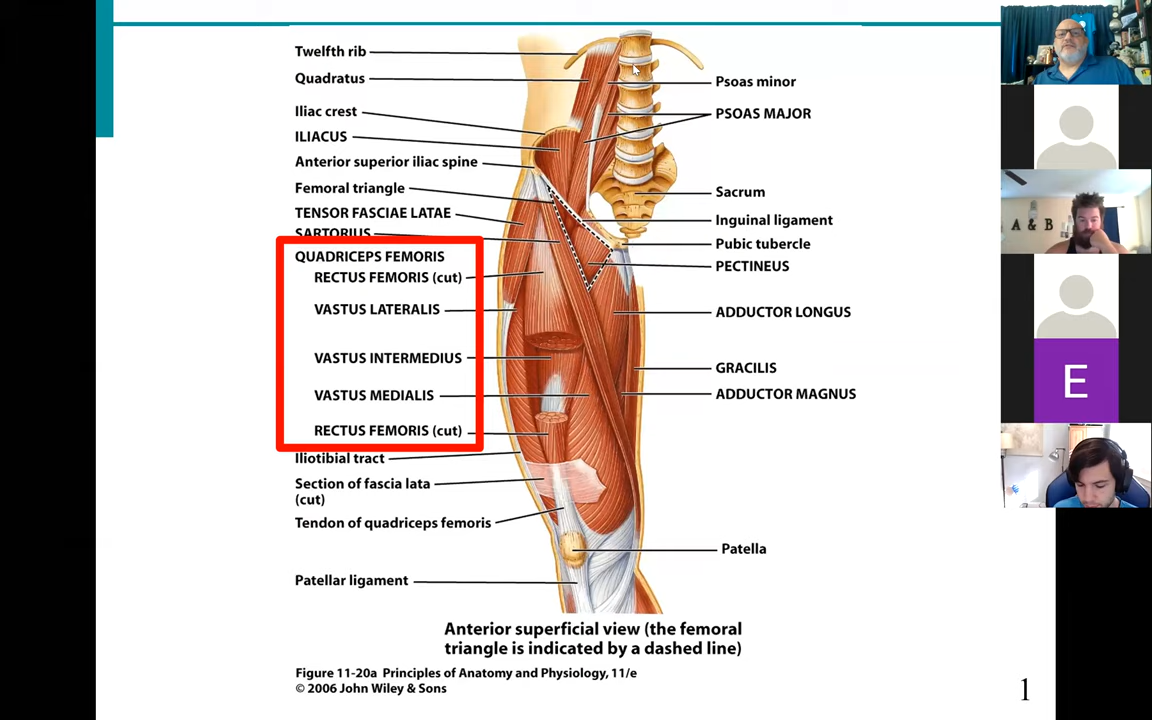 Twelfth rib
Quadratus
Iliac crest
ILIACUS
Anterior superior iliac spine
Femoral triangle
TENSOR FASCIAE LATAE
SARTORIUS
QUADRICEPS FEMORIS
RECTUS FEMORIS (cut)
VASTUS LATERALIS
VASTUS INTERMEDIUS
VASTUS MEDIALIS
RECTUS FEMORIS (cut)
Iliotibial tract
Section of fascia lata
(cut)
Tendon of quadriceps femoris
Patellar ligament
Psoas minor
PSOAS MAJOR
Sacrum
Inguinal ligament
Pubic tubercle
PECTINEUS
ADDUCTOR LONGUS
GRACILIS
ADDUCTOR MAGNUS
Patella
Anterior superficial view (the femoral
triangle is indicated by a dashed line)
Figure 11-20a Principles of Anatomy and Physiology, 11/e
© 2006 John Wiley & Sons
1
A & B
E